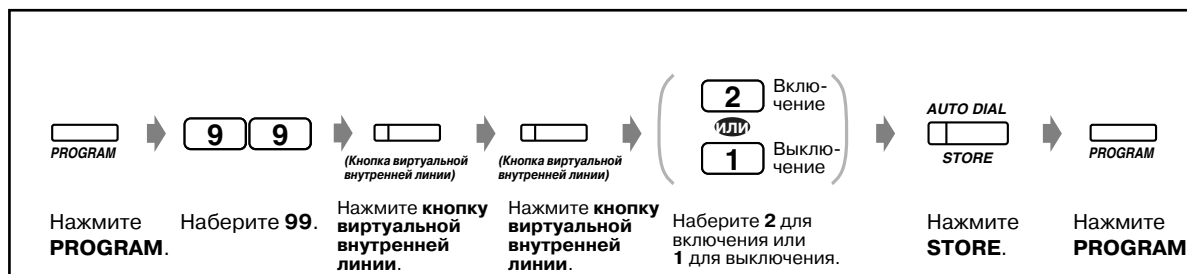 PROGRAM
9 9
(Кнопка виртуальной
внутренней линии)
(Кнопка виртуальной
внутренней линии)
2
Вклю-
чение
или
1
Выклю-
чение
AUTO DIAL
STORE
PROGRAM
Нажмите
PROGRAM.
Наберите 99.
Нажмите кнопку
виртуальной
внутренней
линии.
Нажмите кнопку
виртуальной
внутренней
линии.
Наберите 2 для
включения или
1 для выключения.
Нажмите
STORE.
Нажмите
PROGRAM